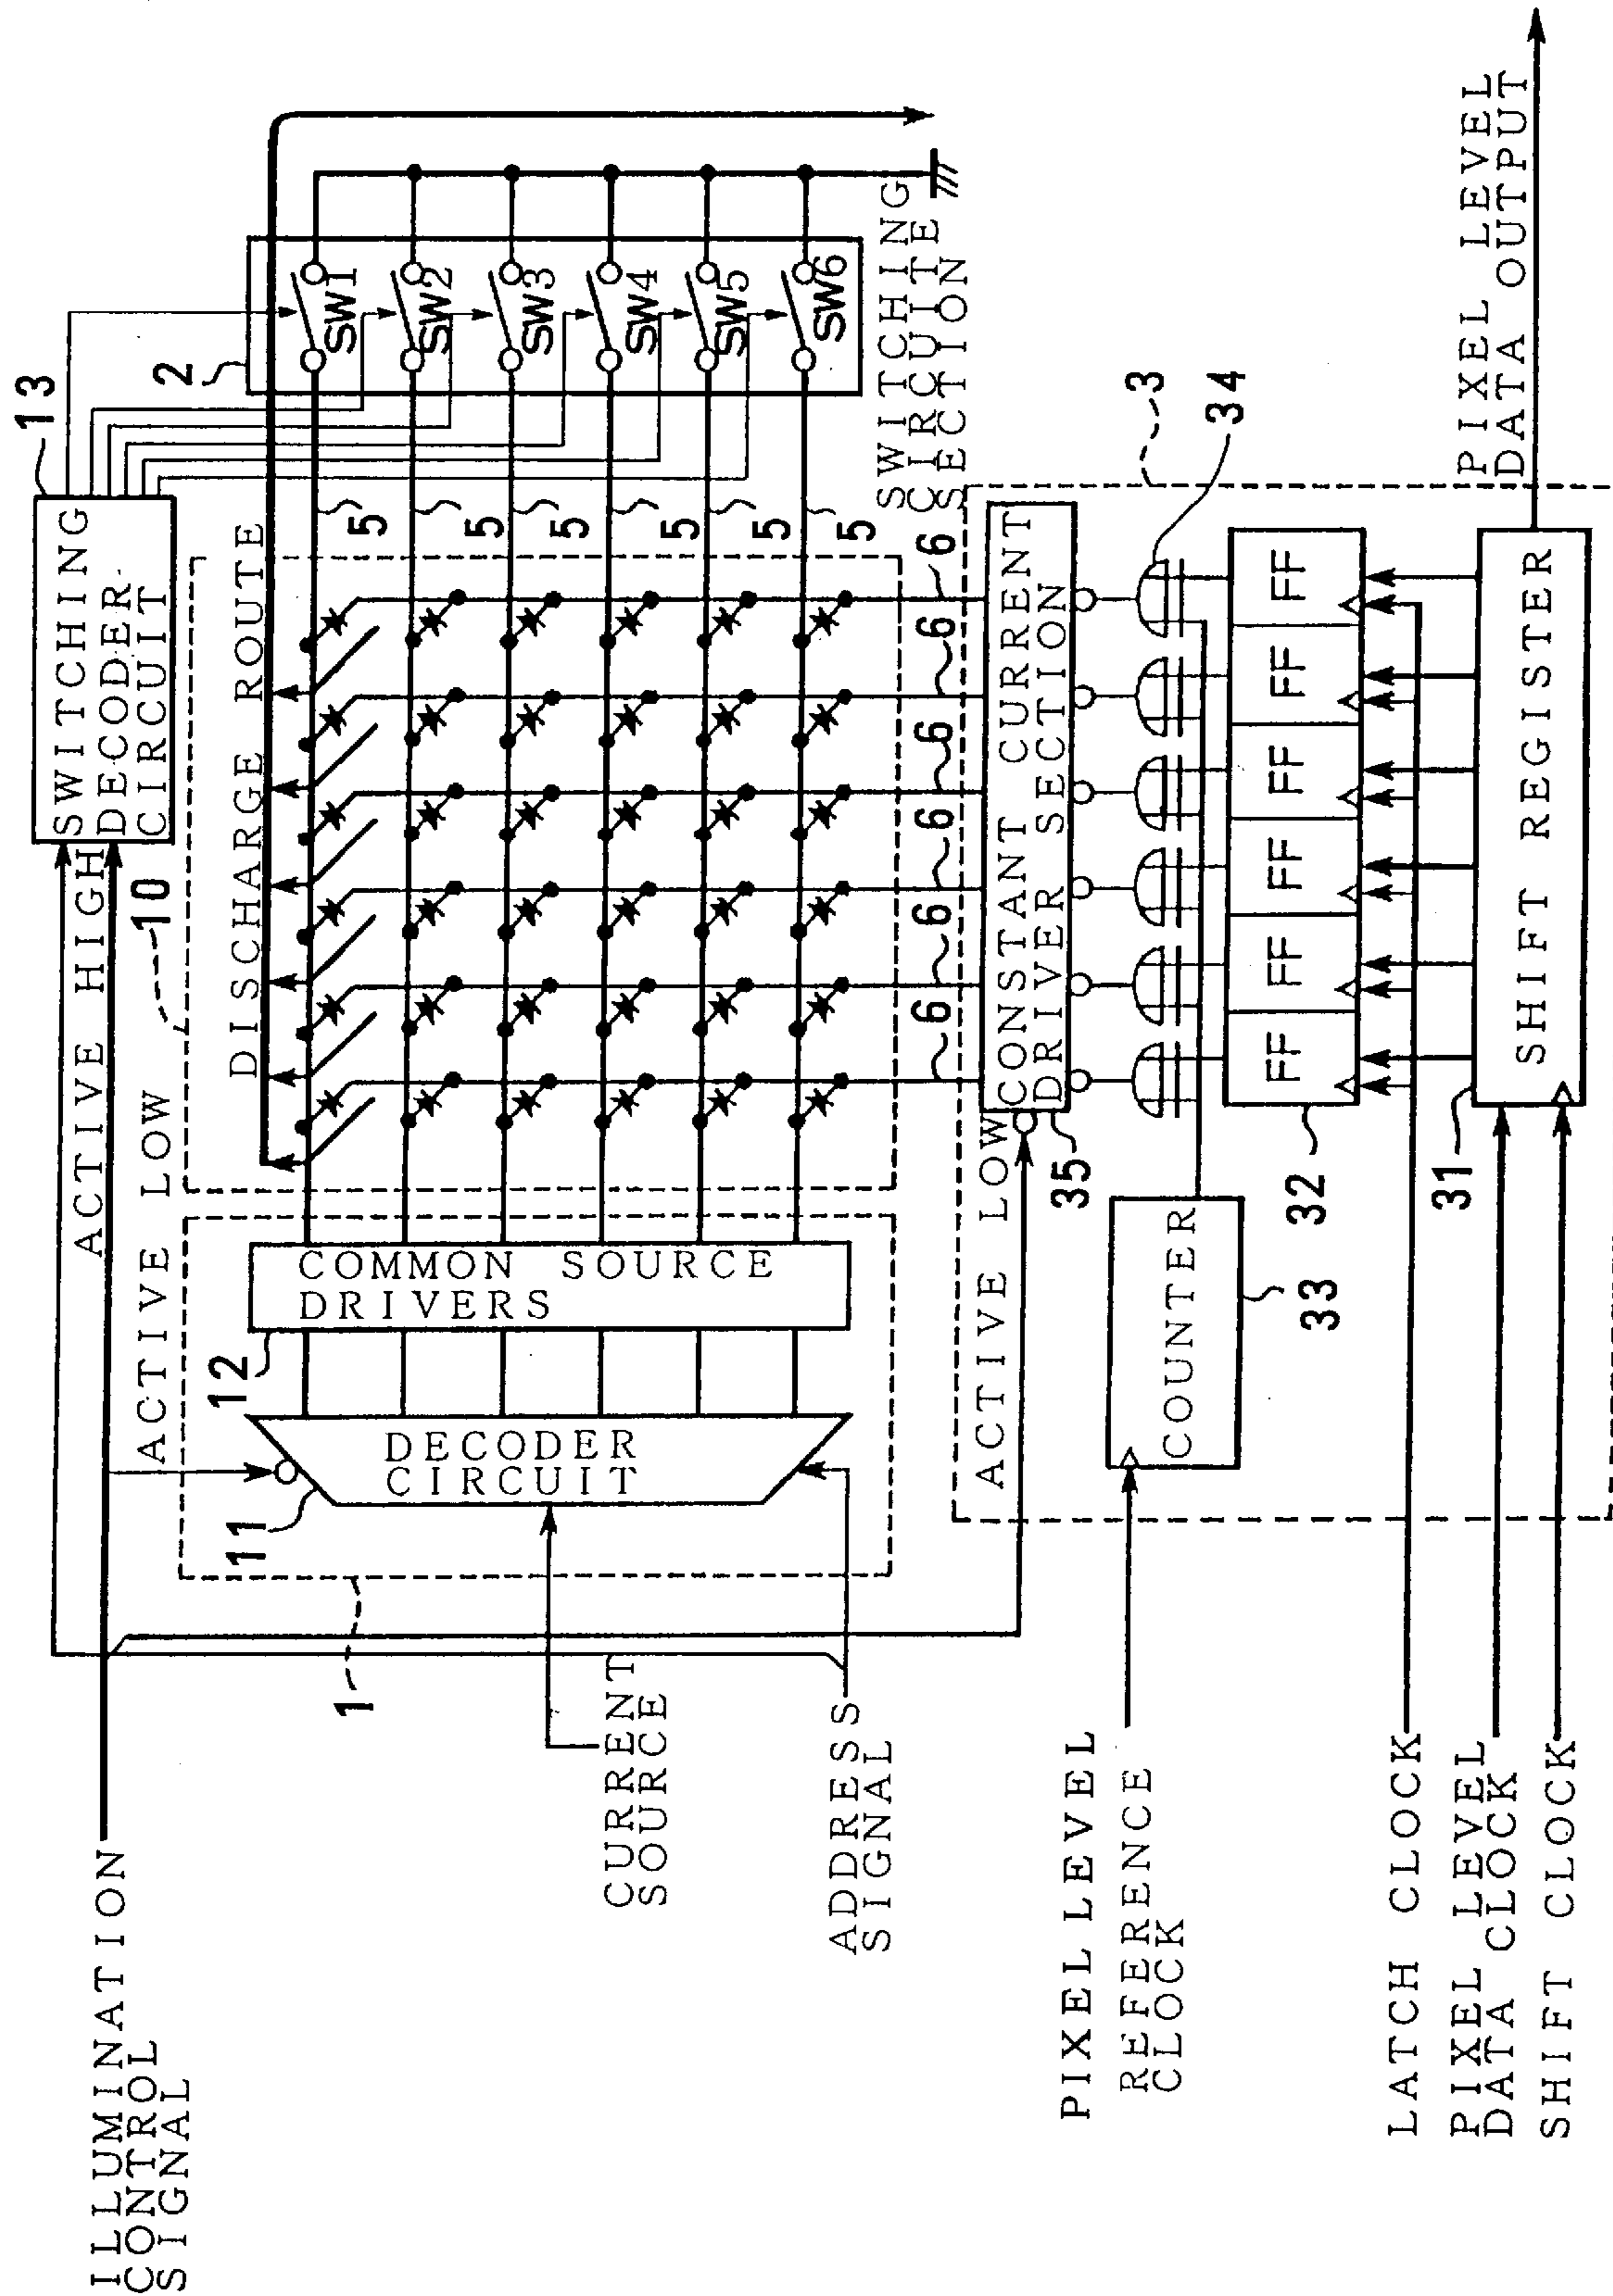 ILLUMINATION
CONTROL
SIGNAL
ACTIVE HIGH
ACTIVE LOW
SWITCHING
DECODER
CIRCUIT
13
10
DISCHARGE ROUTE
2
SW1
SW2
SW3
SW4
SW5
SW6
5
5
5
5
5
5
SWITCHING
CIRCUITE
SECTION
1
11
DECODER
CIRCUIT
12
COMMON SOURCE
DRIVERS
CURRENT
SOURCE
ADDRESS
SIGNAL
6
6
6
6
6
6
3
ACTIVE LOW
CONSTANT CURRENT
DRIVER SECTION
35
34
PIXEL LEVEL
REFERENCE
CLOCK
COUNTER
33
FF
FF
FF
FF
FF
FF
32
LATCH CLOCK
PIXEL LEVEL
DATA CLOCK
SHIFT CLOCK
31
SHIFT REGISTER
PIXEL LEVEL
DATA OUTPUT